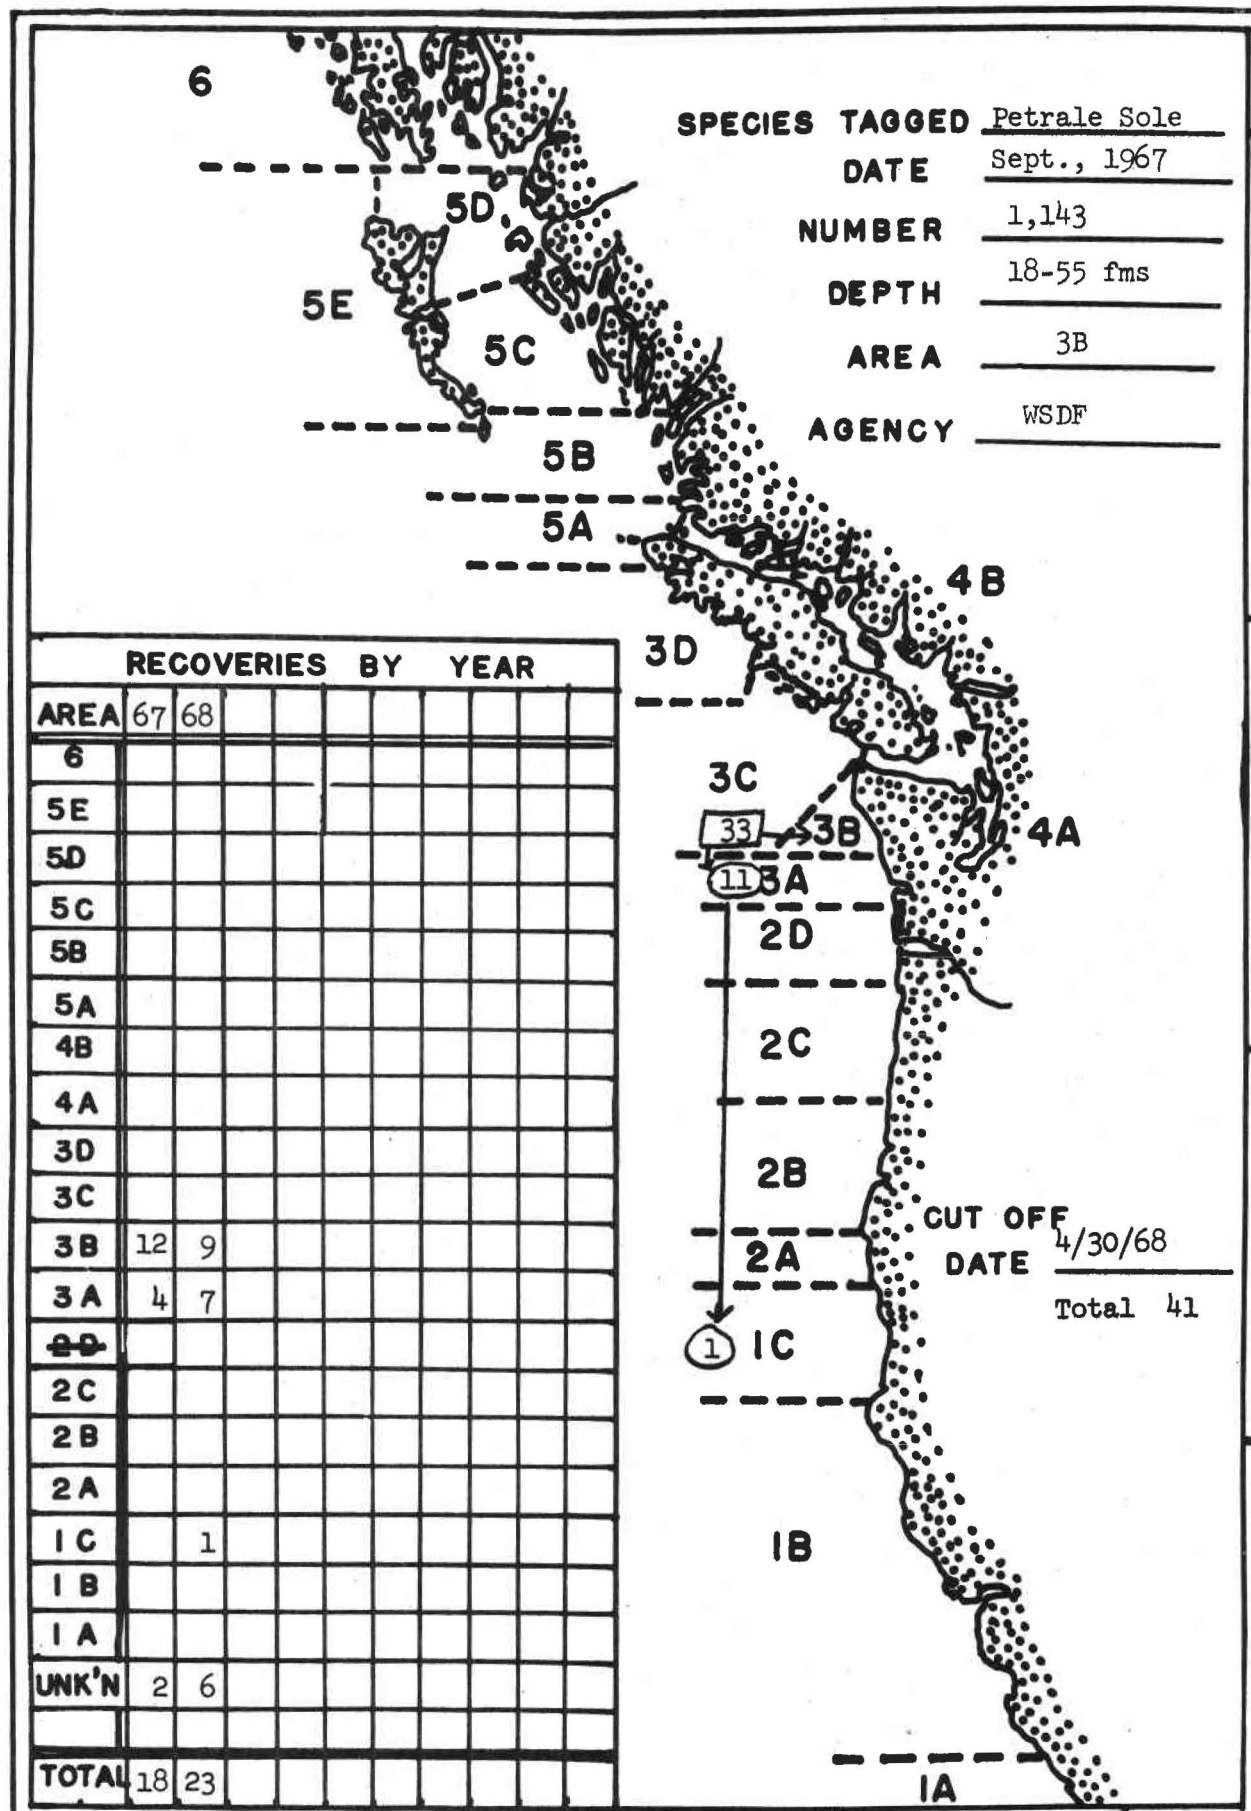 6
SPECIES TAGGED Petrale Sole
DATE Sept., 1967
5D
NUMBER 1,143
5E
DEPTH 18-55 fms
5C
AREA 3B
AGENCY WSDF
5B
5A
4B
3D
RECOVERIES BY YEAR
AREA 67 68
6
5E
5D
5C
5B
5A
4B
4A
3D
3C
3B 12 9
3A 4 7
2D
2C
2B
2A
1C 1
1B
1A
UNK'N 2 6
TOTAL 18 23
3C
33 3B
4A
11 3A
2D
2C
2B
CUT OFF
DATE 4/30/68
2A
Total 41
1 1C
1B
1A